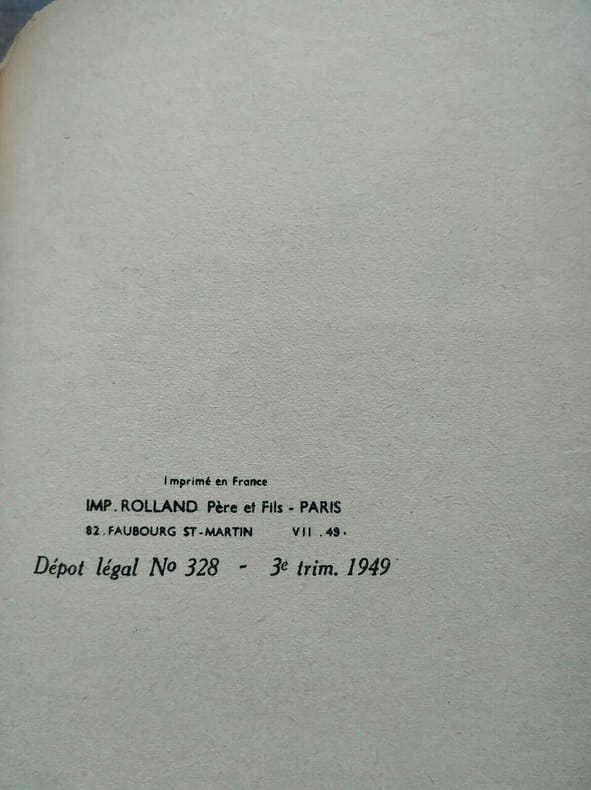 Imprimé en France
IMP. ROLLAND Père et Fils - PARIS
82. FAUBOURG ST-MARTIN VII .49.
Dépot légal No 328 - 3e trim. 1949